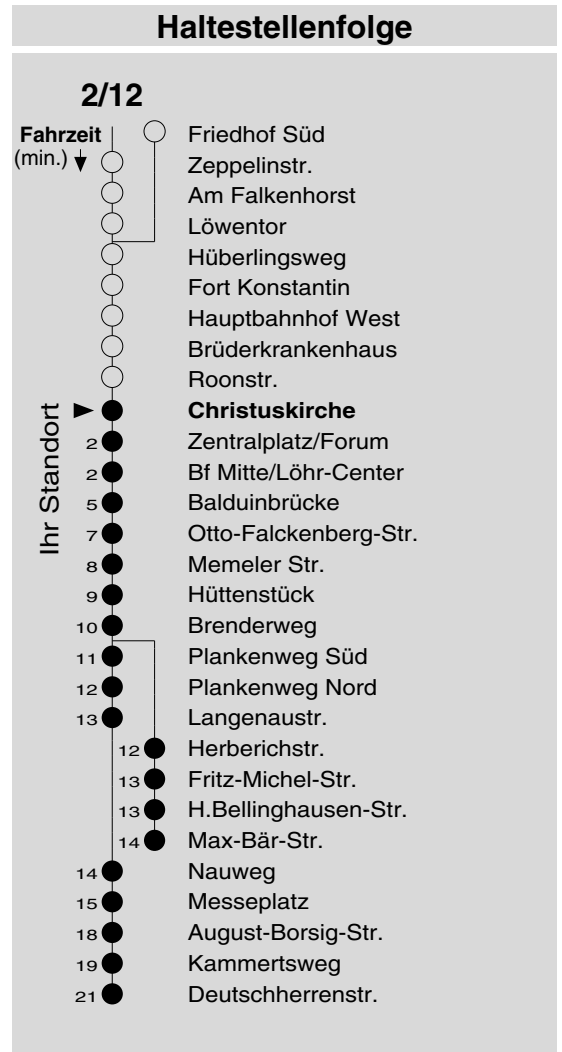 Haltestellenfolge
2/12
Fahrzeit
(min.)
Friedhof Süd
Zeppelinstr.
Am Falkenhorst
Löwentor
Hüberlingsweg
Fort Konstantin
Hauptbahnhof West
Brüderkrankenhaus
Roonstr.
Ihr Standort
Christuskirche
2 Zentralplatz/Forum
2 Bf Mitte/Löhr-Center
5 Balduinbrücke
7 Otto-Falckenberg-Str.
8 Memeler Str.
9 Hüttenstück
10 Brenderweg
11 Plankenweg Süd
12 Plankenweg Nord
13 Langenaustr.
12 Herberichstr.
13 Fritz-Michel-Str.
13 H.Bellinghausen-Str.
14 Max-Bär-Str.
14 Nauweg
15 Messeplatz
18 August-Borsig-Str.
19 Kammertsweg
21 Deutschherrenstr.